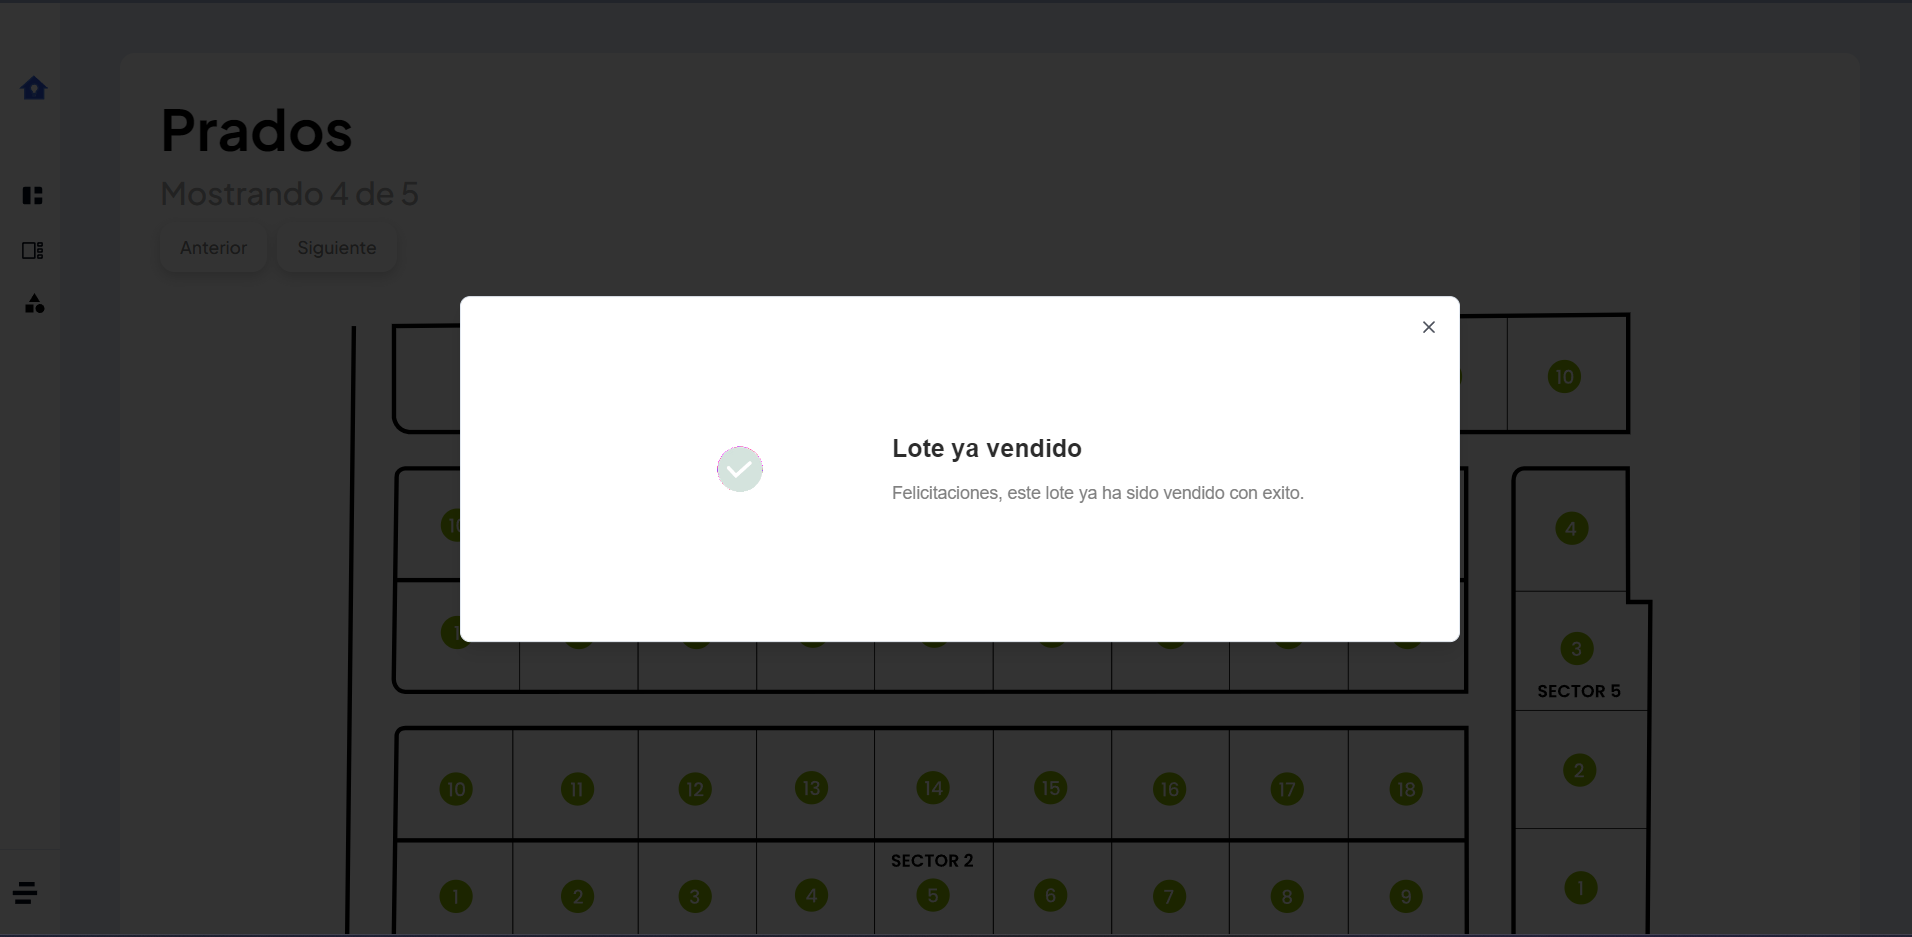 Prados
Mostrando 4 de 5
Anterior Siguiente
10
Lote ya vendido
Felicitaciones, este lote ya ha sido vendido con exito.
4
3
SECTOR 5
10 11 12 13 14 15 16 17 18
2
SECTOR 2
1 2 3 4 5 6 7 8 9
1